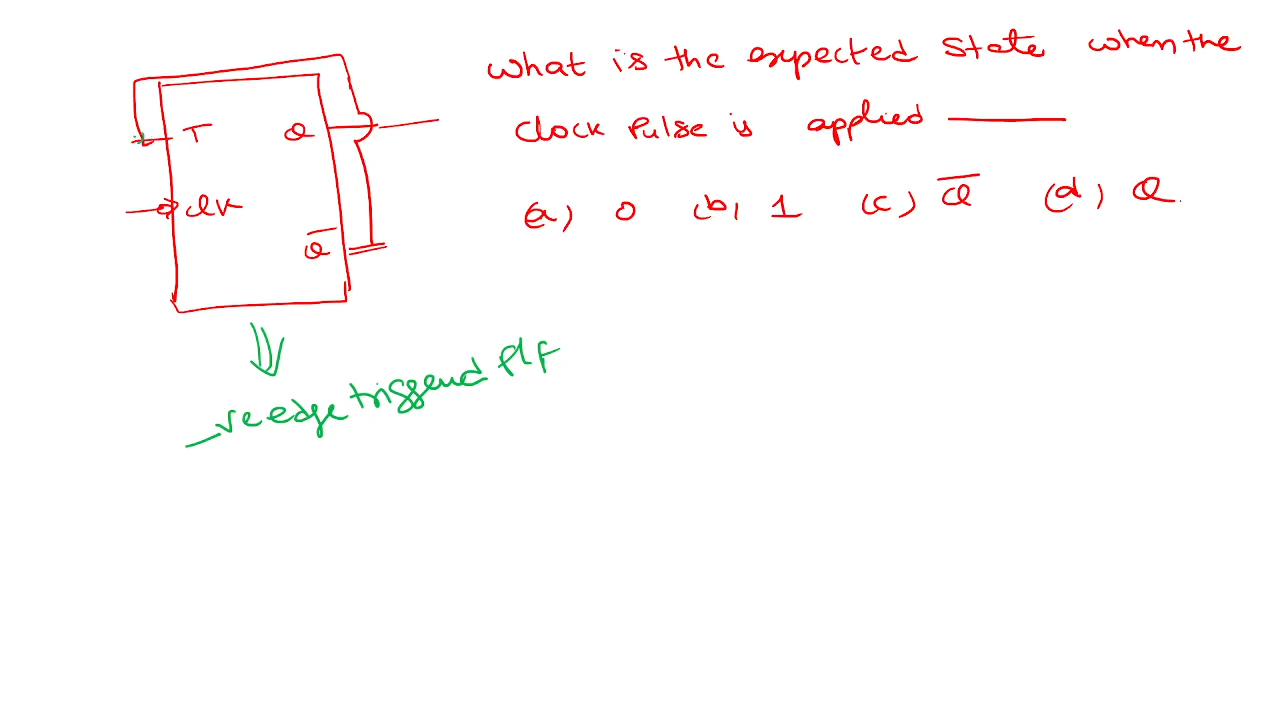 What is the expected state when the
T Q
Clock Pulse is applied ______
CLK
(a) 0 (b) 1 (c) Q̅ (d) Q
Q̅
-ve edge triggered F/F